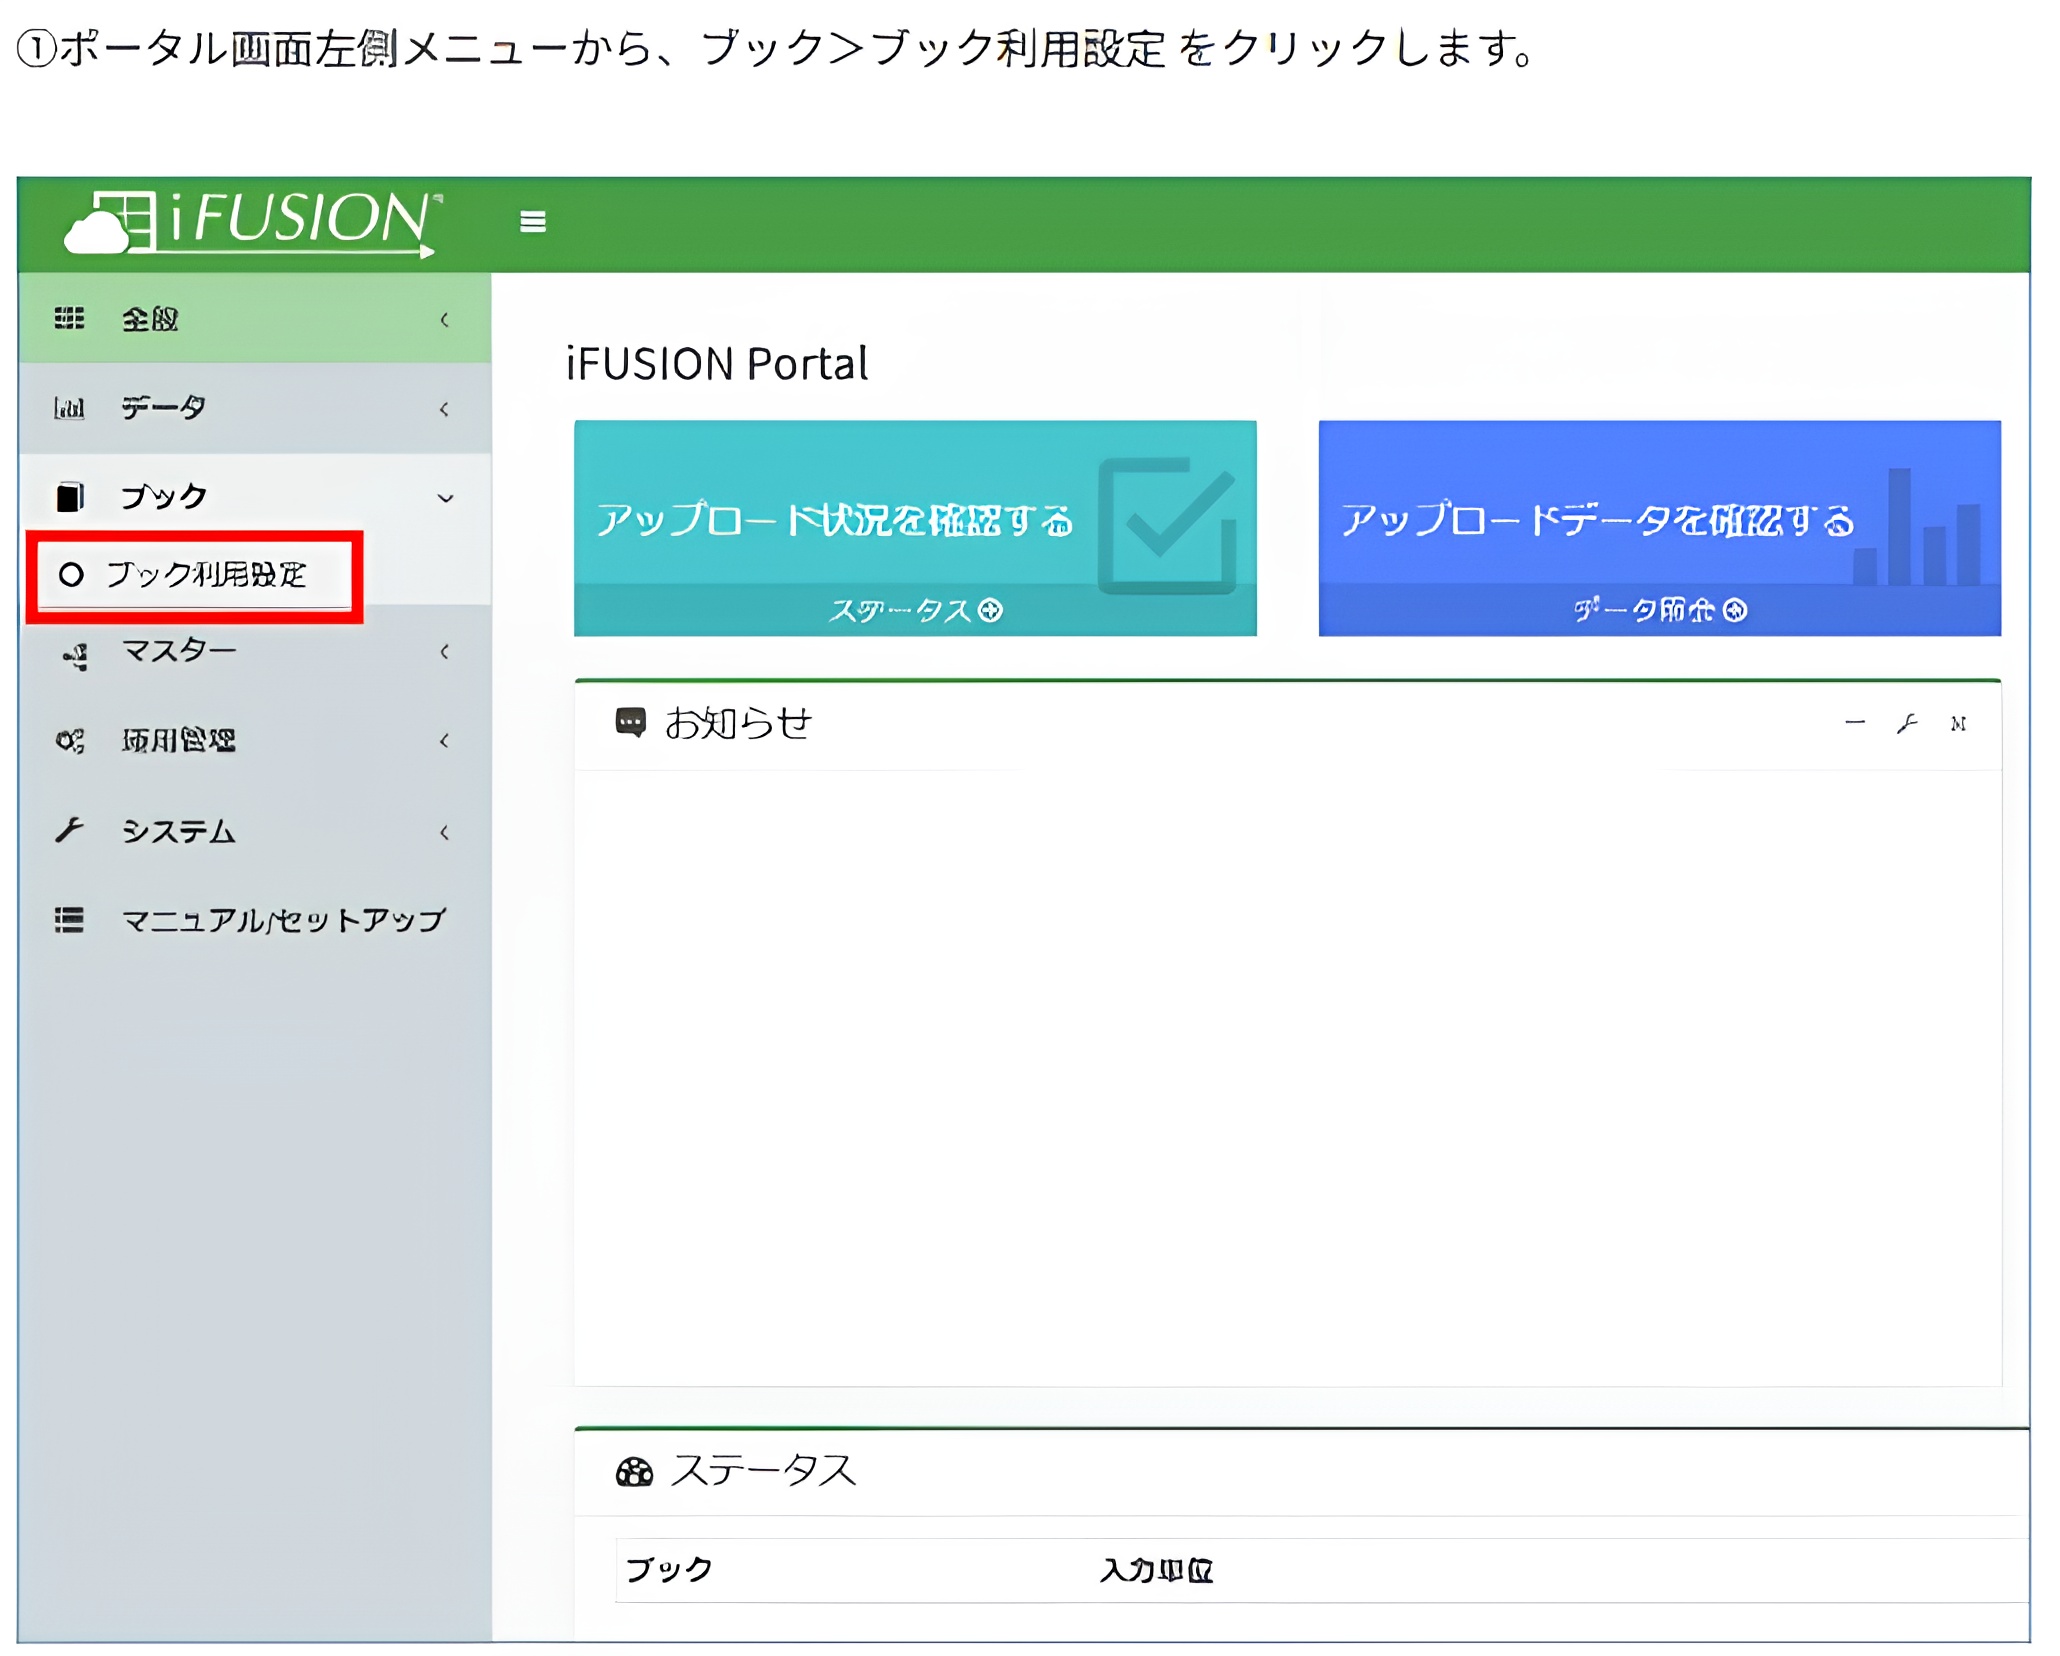 ①ポータル画面左側メニューから、ブック＞ブック利用設定 をクリックします。
iFUSION
全般
データ
ブック
ブック利用設定
マスター
運用管理
システム
マニュアル/セットアップ
iFUSION Portal
アップロード状況を確認する
ステータス
アップロードデータを確認する
データ照会
お知らせ
ステータス
ブック 入力単位